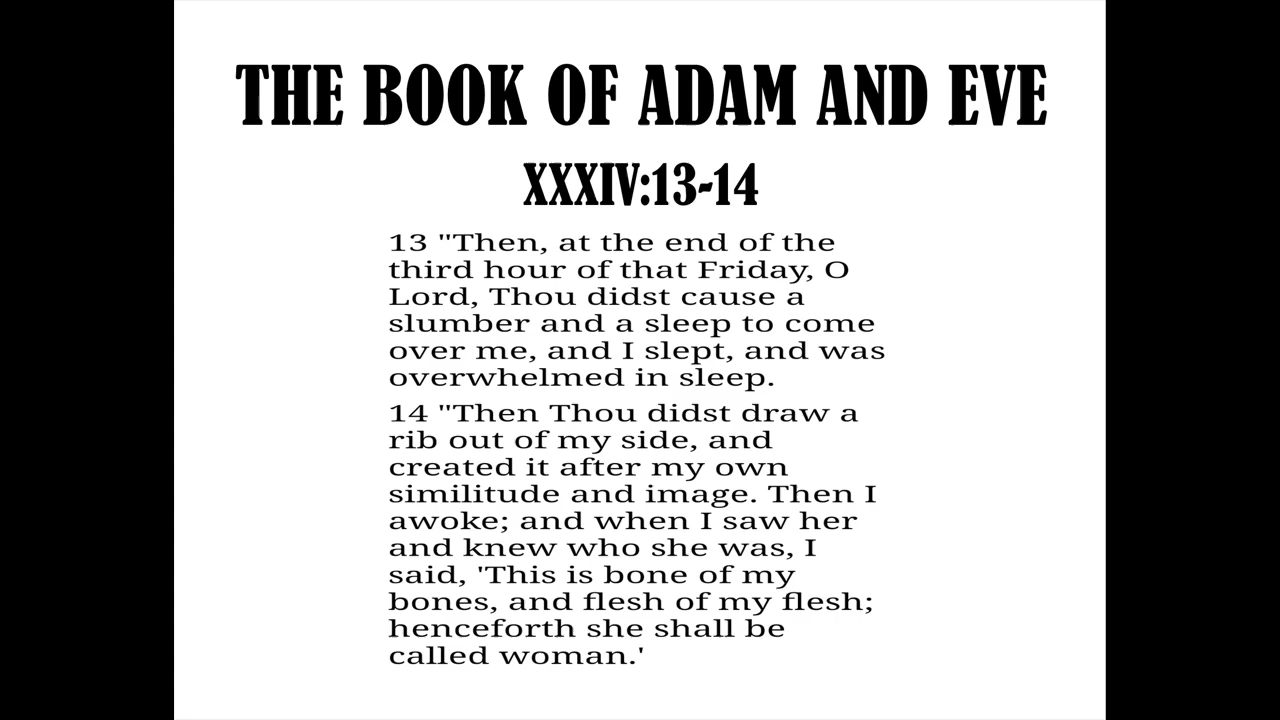 THE BOOK OF ADAM AND EVE
XXXIV:13-14
13 "Then, at the end of the
third hour of that Friday, O
Lord, Thou didst cause a
slumber and a sleep to come
over me, and I slept, and was
overwhelmed in sleep.
14 "Then Thou didst draw a
rib out of my side, and
created it after my own
similitude and image. Then I
awoke; and when I saw her
and knew who she was, I
said, 'This is bone of my
bones, and flesh of my flesh;
henceforth she shall be
called woman.'